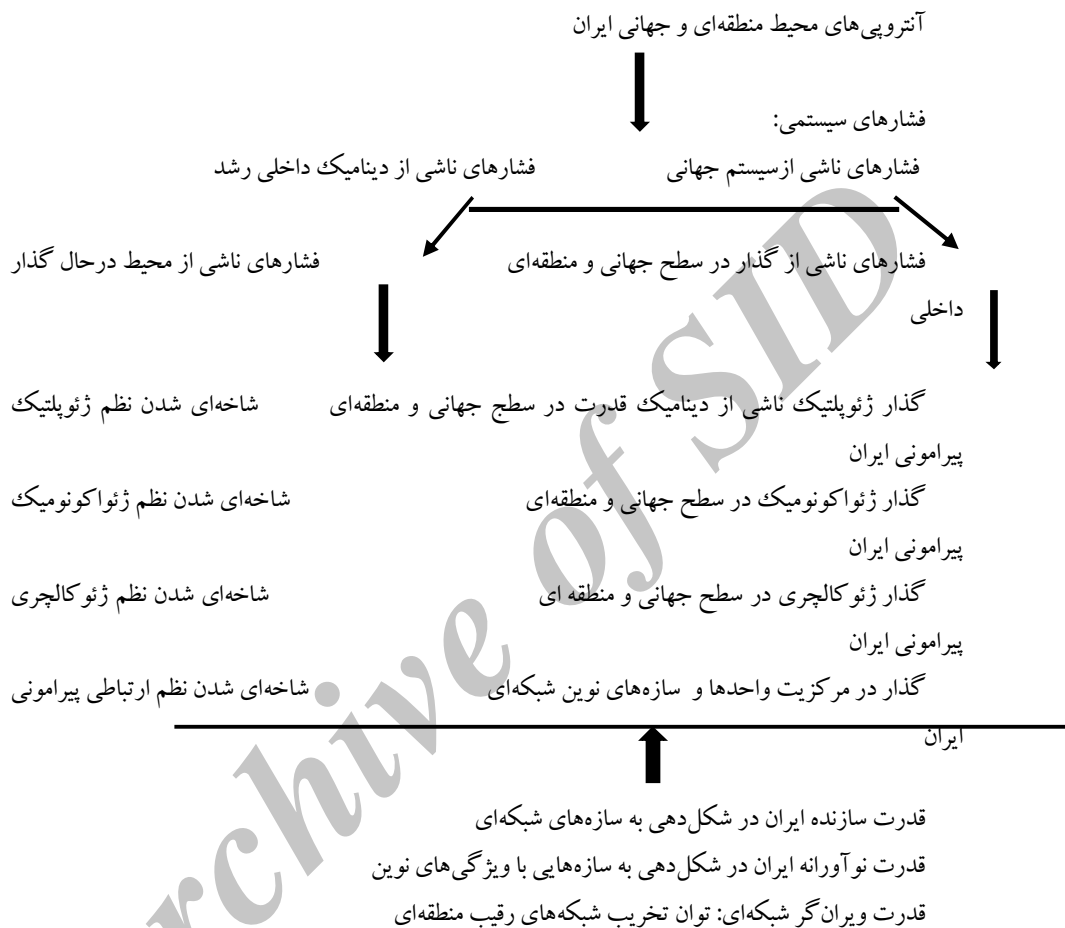 آنتروپی‌های محیط منطقه‌ای و جهانی ایران
فشارهای سیستمی:
فشارهای ناشی ازسیستم جهانی فشارهای ناشی از دینامیک داخلی رشد
فشارهای ناشی از گذار در سطح جهانی و منطقه‌ای فشارهای ناشی از محیط درحال گذار
داخلی
گذار ژئوپلتیک ناشی از دینامیک قدرت در سطج جهانی و منطقه‌ای شاخه‌ای شدن نظم ژئوپلتیک
پیرامونی ایران
گذار ژئواکونومیک در سطح جهانی و منطقه‌ای شاخه‌ای شدن نظم ژئواکونومیک
پیرامونی ایران
گذار ژئوکالچری در سطح جهانی و منطقه ای شاخه‌ای شدن نظم ژئوکالچری
پیرامونی ایران
گذار در مرکزیت واحدها و سازه‌های نوین شبکه‌ای شاخه‌ای شدن نظم ارتباطی پیرامونی
ایران
قدرت سازنده ایران در شکل‌دهی به سازه‌های شبکه‌ای
قدرت نوآورانه ایران در شکل‌دهی به سازه‌هایی با ویژگی‌های نوین
قدرت ویران‌گر شبکه‌ای: توان تخریب شبکه‌های رقیب منطقه‌ای
rchive of SID